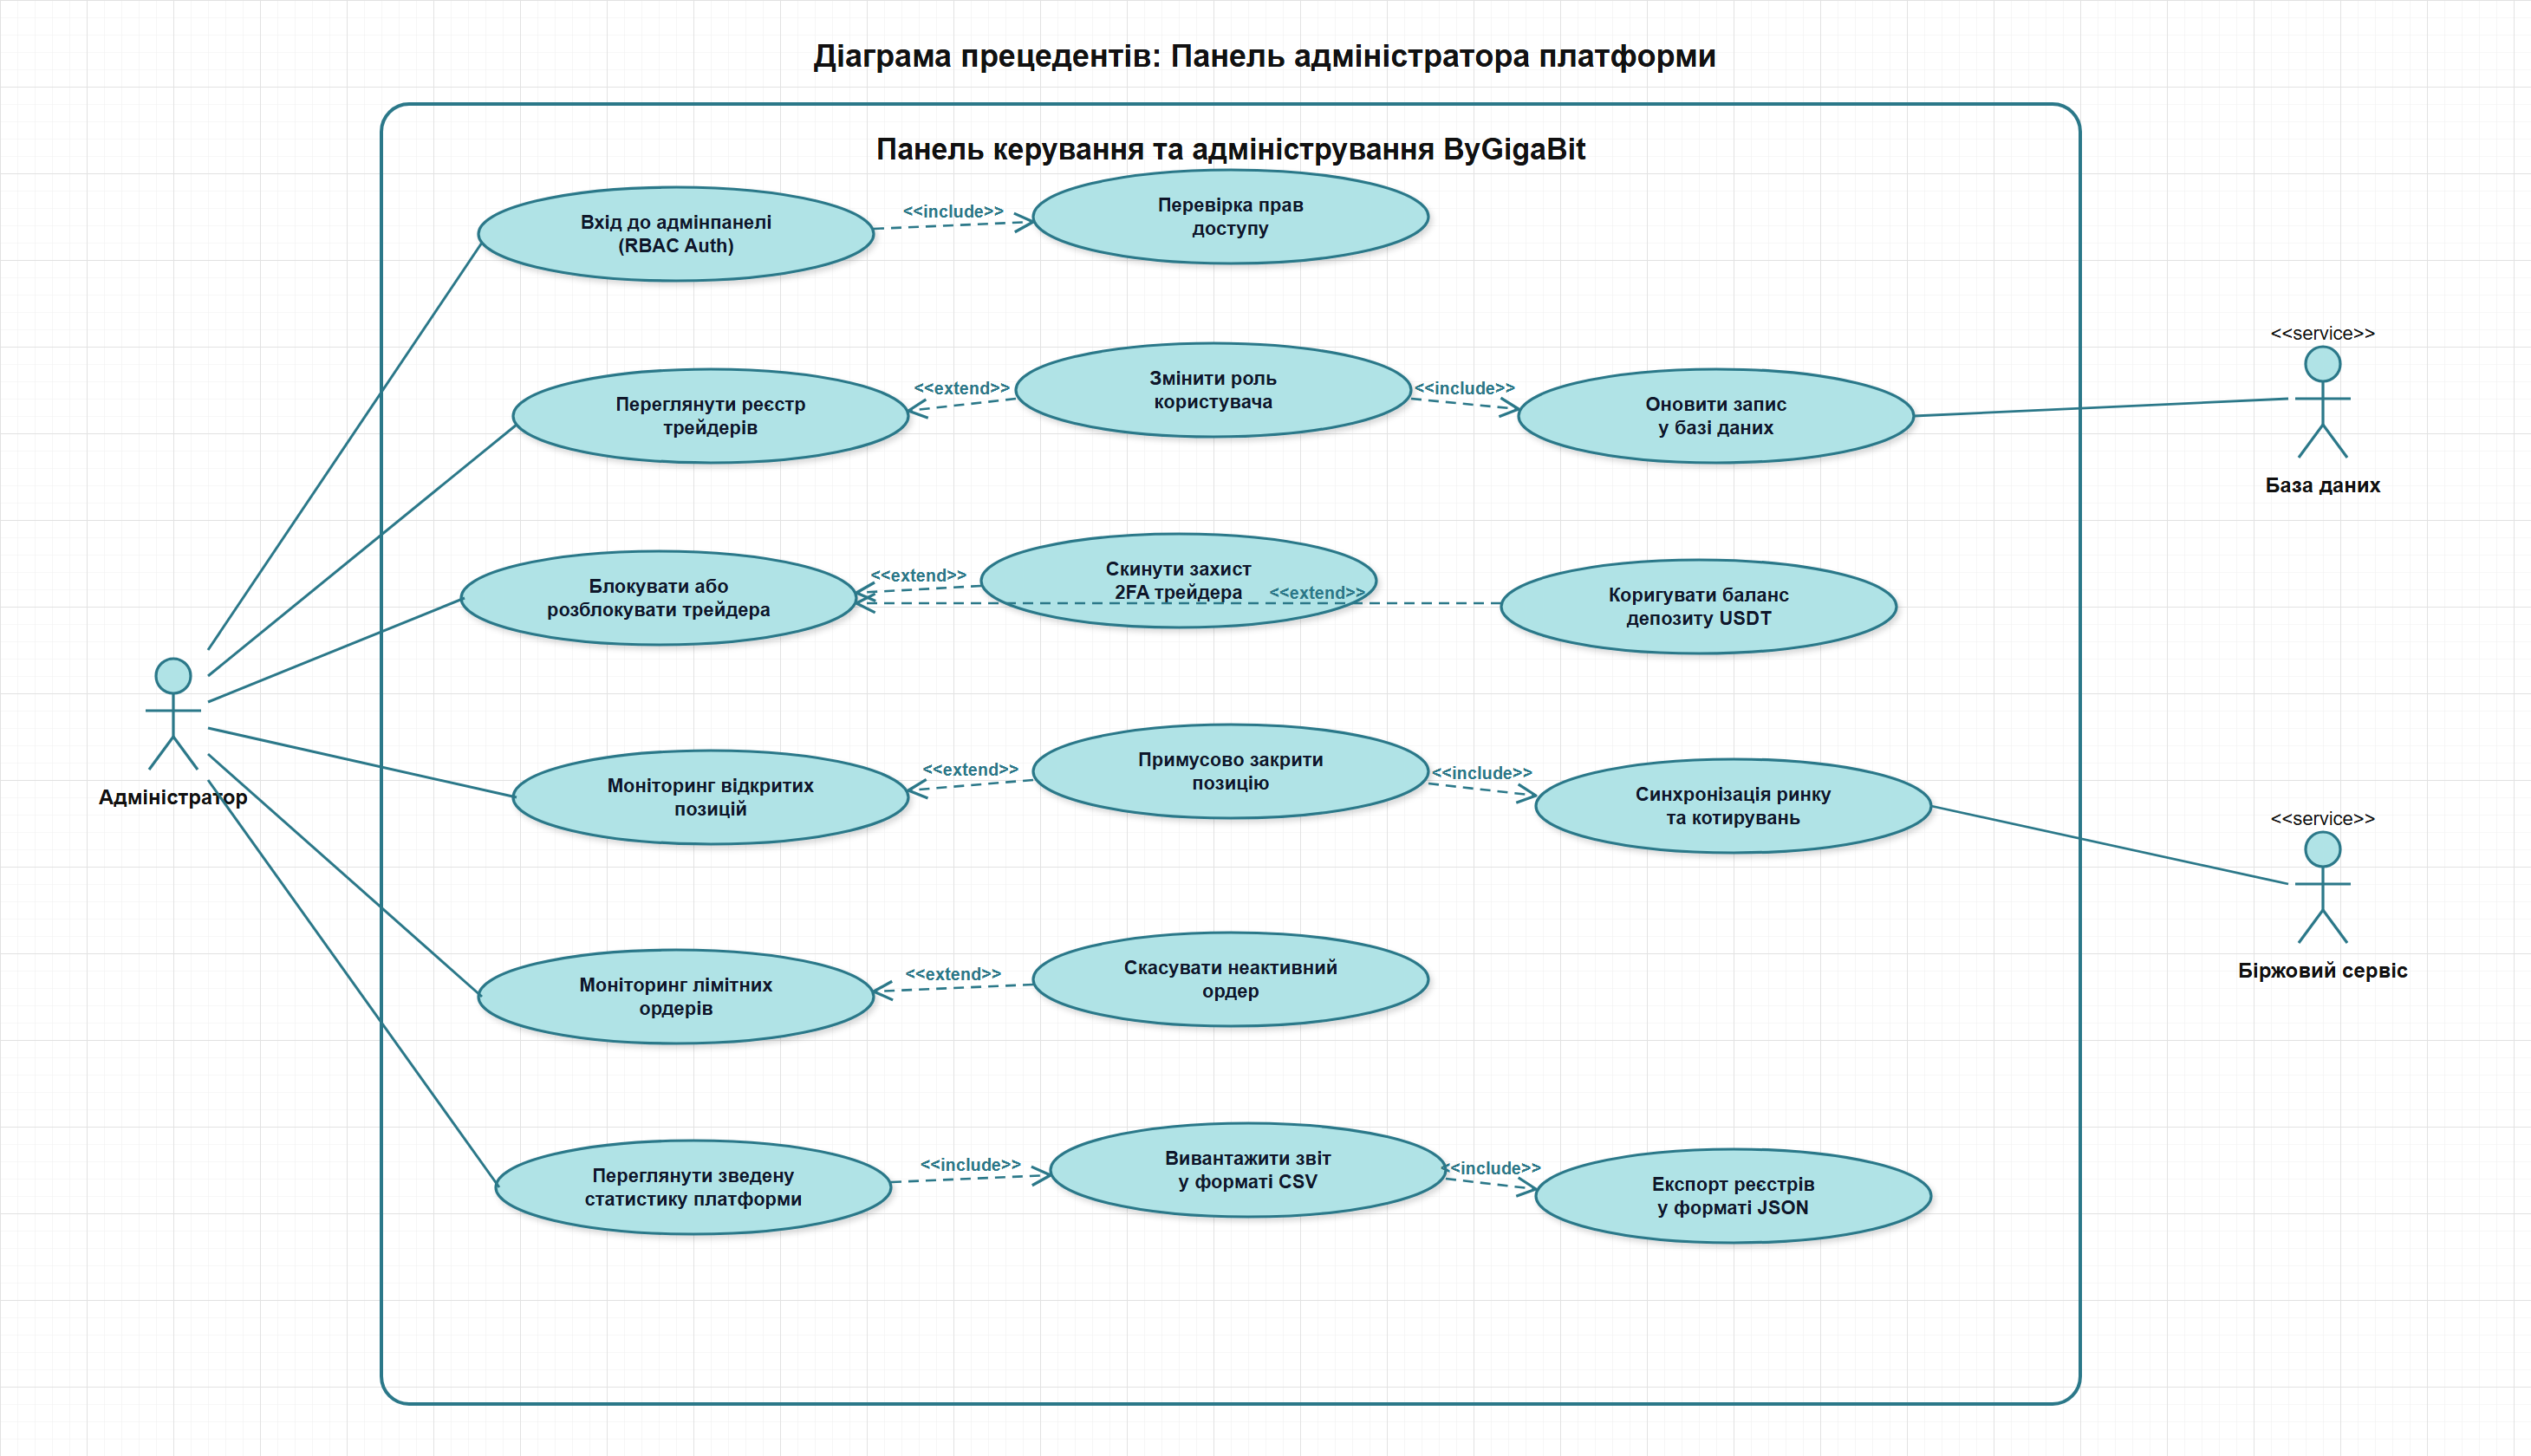 Діаграма прецедентів: Панель адміністратора платформи
Панель керування та адміністрування ByGigaBit
Вхід до адмінпанелі
(RBAC Auth)
<<include>>
Перевірка прав
доступу
Переглянути реєстр
трейдерів
<<extend>>
Змінити роль
користувача
<<include>>
Оновити запис
у базі даних
<<service>>
База даних
Блокувати або
розблокувати трейдера
<<extend>>
Скинути захист
2FA трейдера
<<extend>>
Коригувати баланс
депозиту USDT
Адміністратор
Моніторинг відкритих
позицій
<<extend>>
Примусово закрити
позицію
<<include>>
Синхронізація ринку
та котирувань
<<service>>
Біржовий сервіс
Моніторинг лімітних
ордерів
<<extend>>
Скасувати неактивний
ордер
Переглянути зведену
статистику платформи
<<include>>
Вивантажити звіт
у форматі CSV
<<include>>
Експорт реєстрів
у форматі JSON